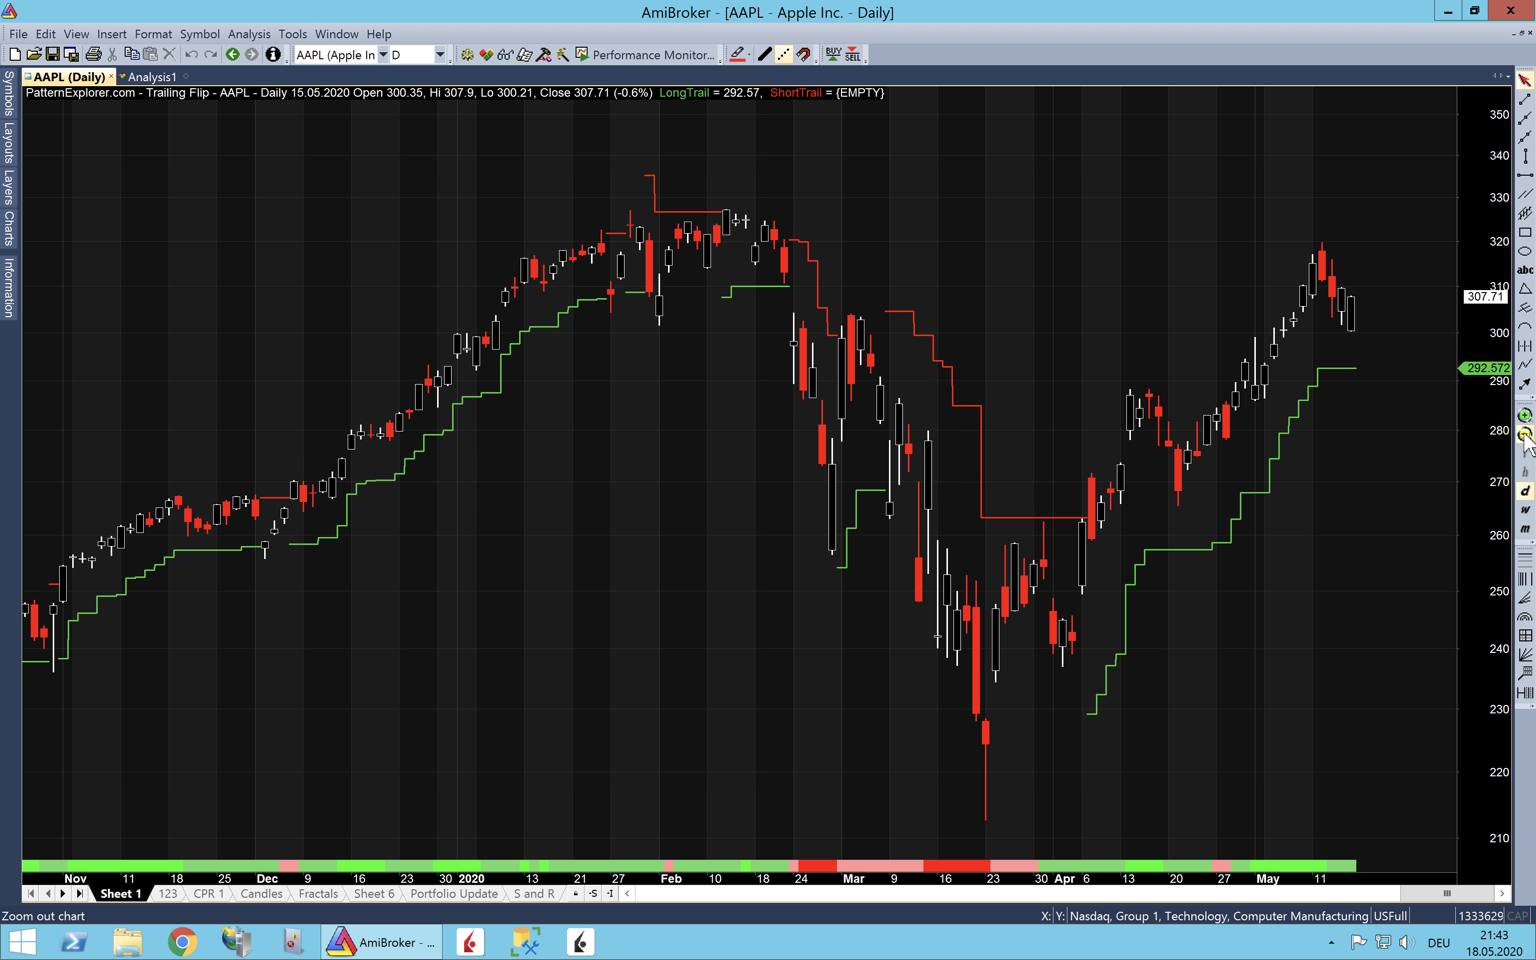 AmiBroker - [AAPL - Apple Inc. - Daily]
File Edit View Insert Format Symbol Analysis Tools Window Help
AAPL (Apple In D Performance Monitor... BUY SELL
AAPL (Daily) Analysis1
PatternExplorer.com - Trailing Flip - AAPL - Daily 15.05.2020 Open 300.35, Hi 307.9, Lo 300.21, Close 307.71 (-0.6%) LongTrail = 292.57, ShortTrail = {EMPTY}
Symbols
Layouts
Layers
Charts
Information
350
340
330
320
310
307.71
300
292.572
290
280
270
260
250
240
230
220
210
abc
h
d
w
m
Nov 11 18 25 Dec 9 16 23 30 2020 13 21 27 Feb 10 18 24 Mar 9 16 23 30 Apr 6 13 20 27 May 11
Sheet 1 123 CPR 1 Candles Fractals Sheet 6 Portfolio Update S and R -S -I
Zoom out chart X: Y: Nasdaq, Group 1, Technology, Computer Manufacturing USFull 1333629 CAP
AmiBroker - ... DEU 21:43
18.05.2020